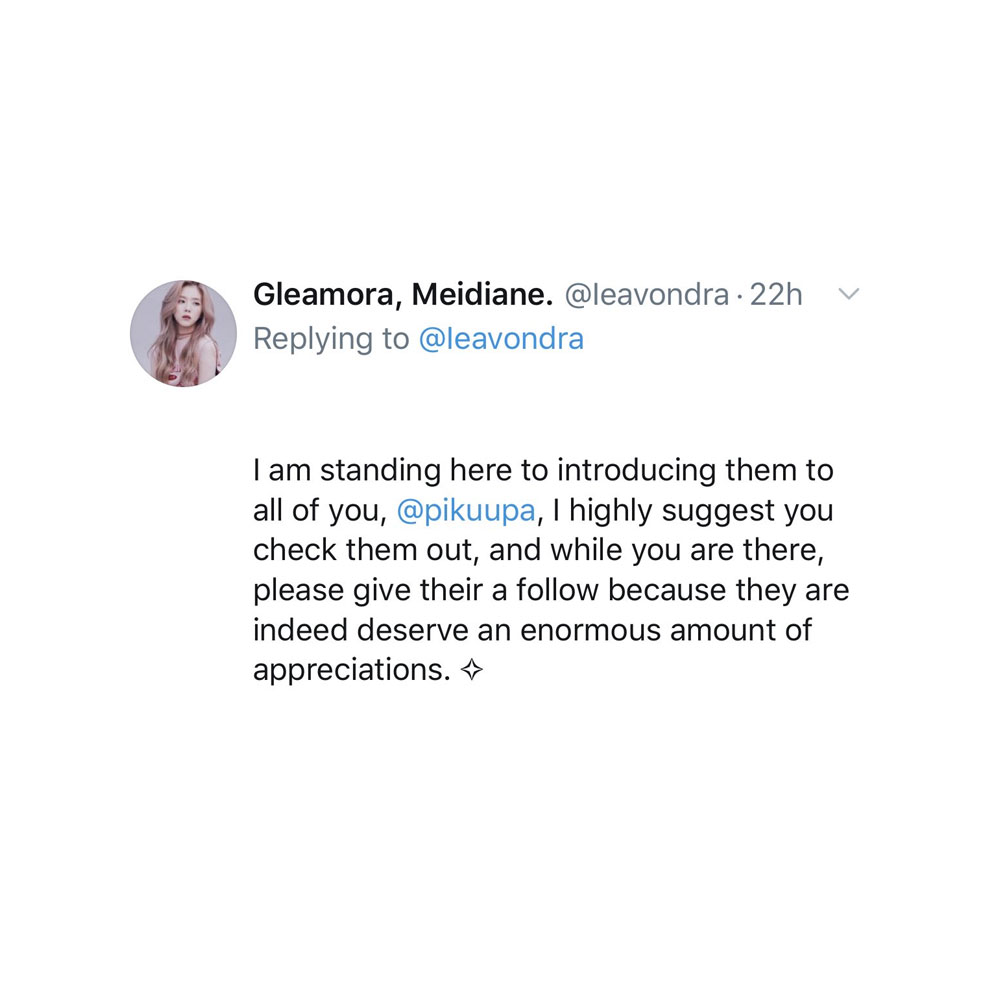 Gleamora, Meidiane. @leavondra · 22h
Replying to @leavondra
I am standing here to introducing them to
all of you, @pikuupa, I highly suggest you
check them out, and while you are there,
please give their a follow because they are
indeed deserve an enormous amount of
appreciations. ✧